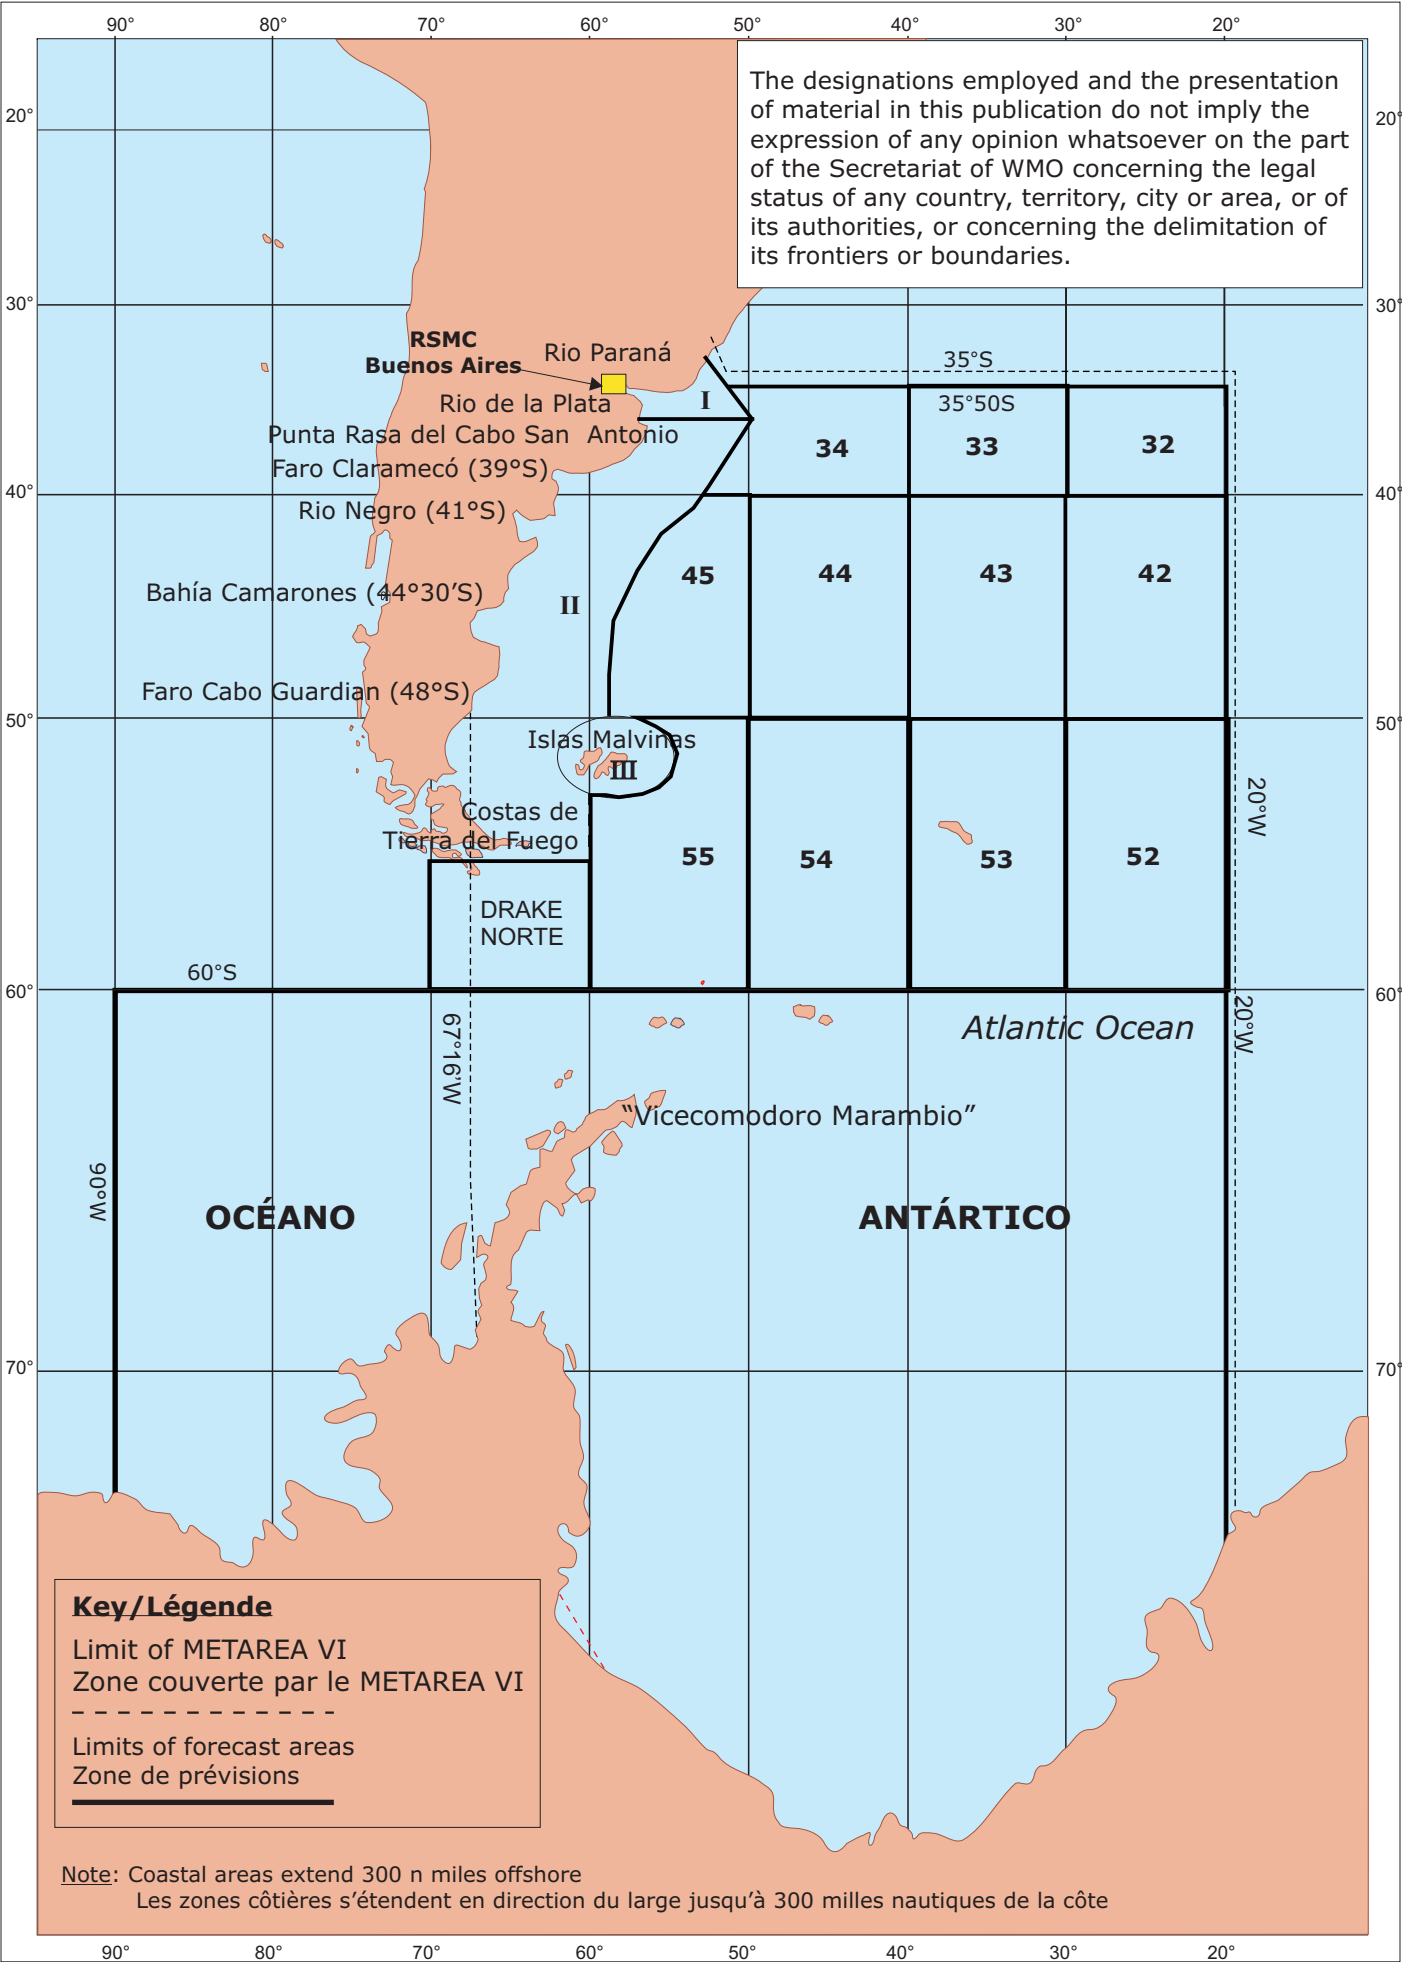 90° 80° 70° 60° 50° 40° 30° 20°
The designations employed and the presentation
of material in this publication do not imply the
expression of any opinion whatsoever on the part
of the Secretariat of WMO concerning the legal
status of any country, territory, city or area, or of
its authorities, or concerning the delimitation of
its frontiers or boundaries.
20° 20°
30° 30°
RSMC
Buenos Aires
Rio Paraná
35°S
Rio de la Plata
I
35°50S
Punta Rasa del Cabo San Antonio
34 33 32
Faro Claramecó (39°S)
40° 40°
Rio Negro (41°S)
45 44 43 42
Bahía Camarones (44°30’S)
II
Faro Cabo Guardian (48°S)
50° 50°
Islas Malvinas
III
20°W
Costas de
Tierra del Fuego
55 54 53 52
DRAKE
NORTE
60°S
60° 60°
20°W
Atlantic Ocean
67°16’W
“Vicecomodoro Marambio”
90°W
OCÉANO ANTÁRTICO
70° 70°
Key/Légende
Limit of METAREA VI
Zone couverte par le METAREA VI
Limits of forecast areas
Zone de prévisions
Note: Coastal areas extend 300 n miles offshore
Les zones côtières s’étendent en direction du large jusqu’à 300 milles nautiques de la côte
90° 80° 70° 60° 50° 40° 30° 20°